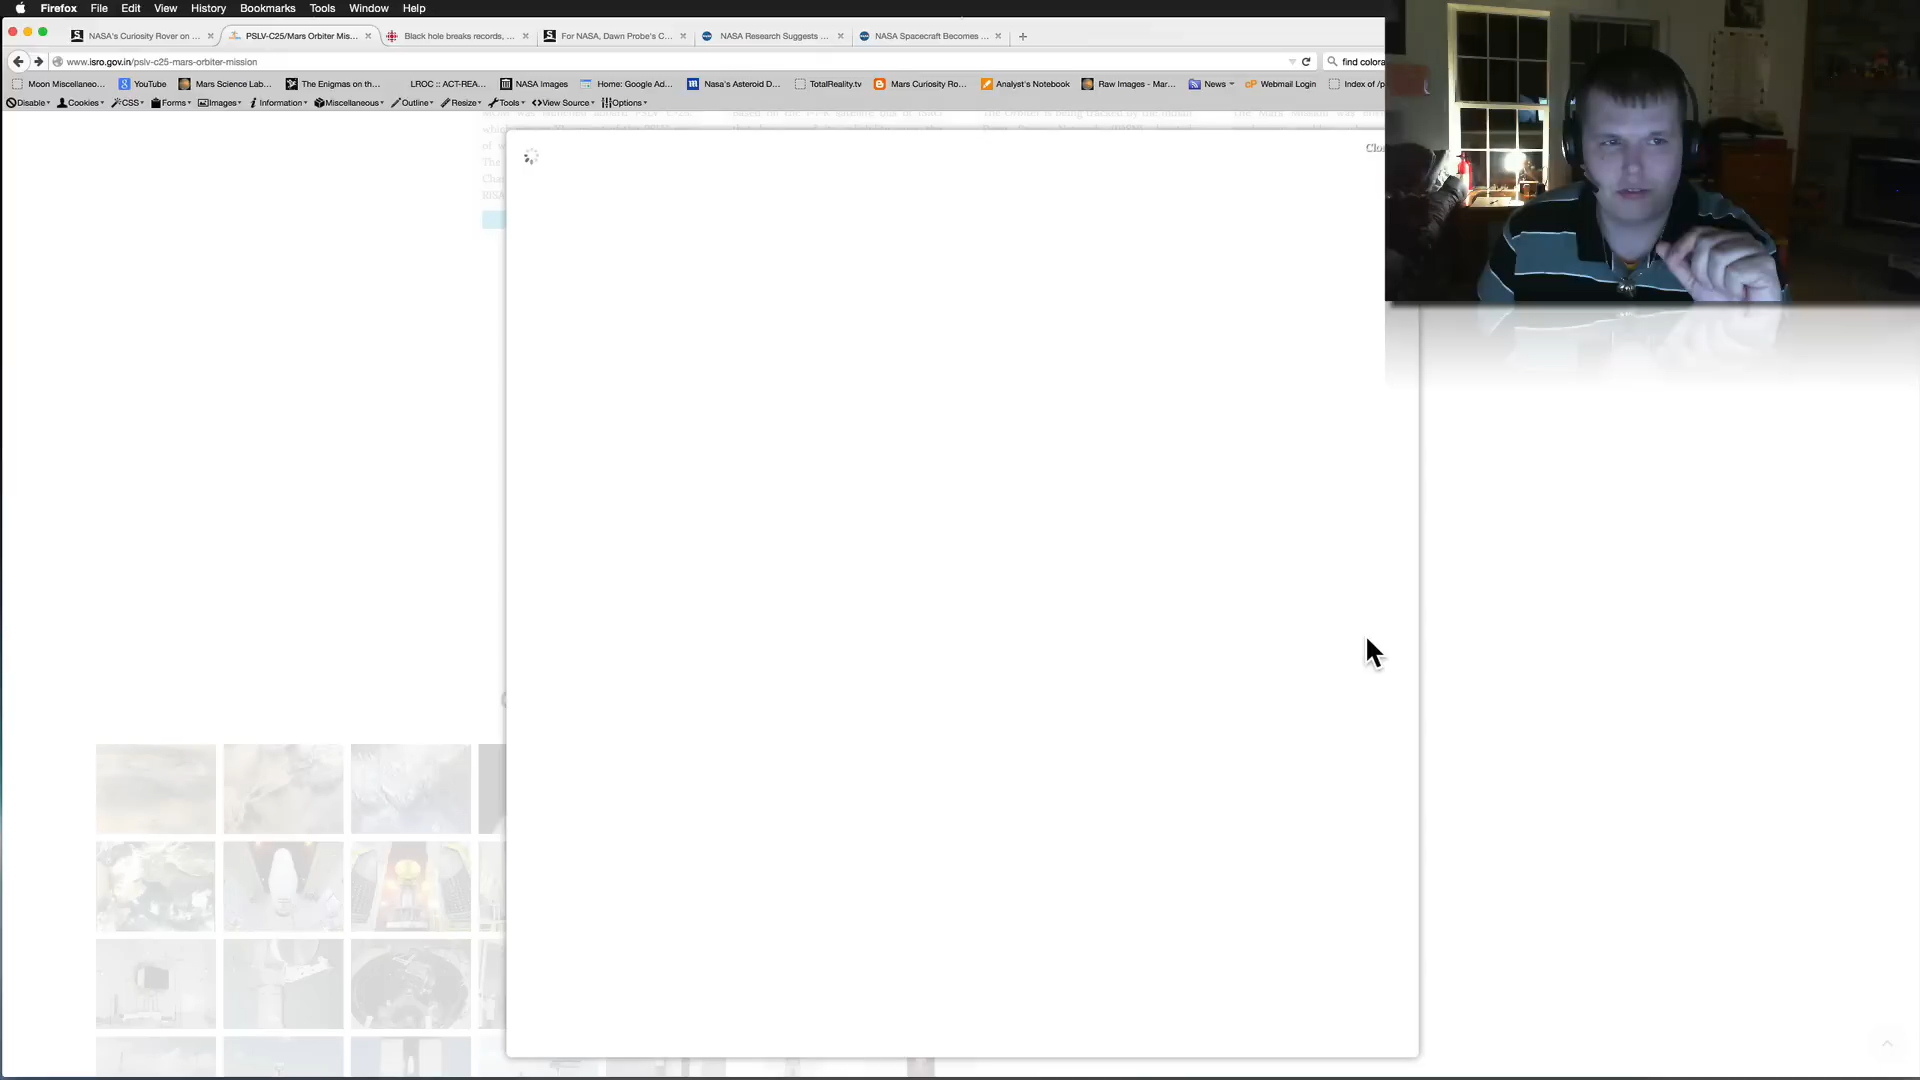 Firefox File Edit View History Bookmarks Tools Window Help
NASA's Curiosity Rover on ... PSLV-C25/Mars Orbiter Mis... Black hole breaks records, ... For NASA, Dawn Probe's C... NASA Research Suggests ... NASA Spacecraft Becomes ...
www.isro.gov.in/pslv-c25-mars-orbiter-mission find colora
Moon Miscellaneo... YouTube Mars Science Lab... The Enigmas on th... LROC :: ACT-REA... NASA Images Home: Google Ad... Nasa's Asteroid D... TotalReality.tv Mars Curiosity Ro... Analyst's Notebook Raw Images - Mar... News Webmail Login Index of /p
Disable Cookies CSS Forms Images Information Miscellaneous Outline Resize Tools View Source Options
Clos
of w
The